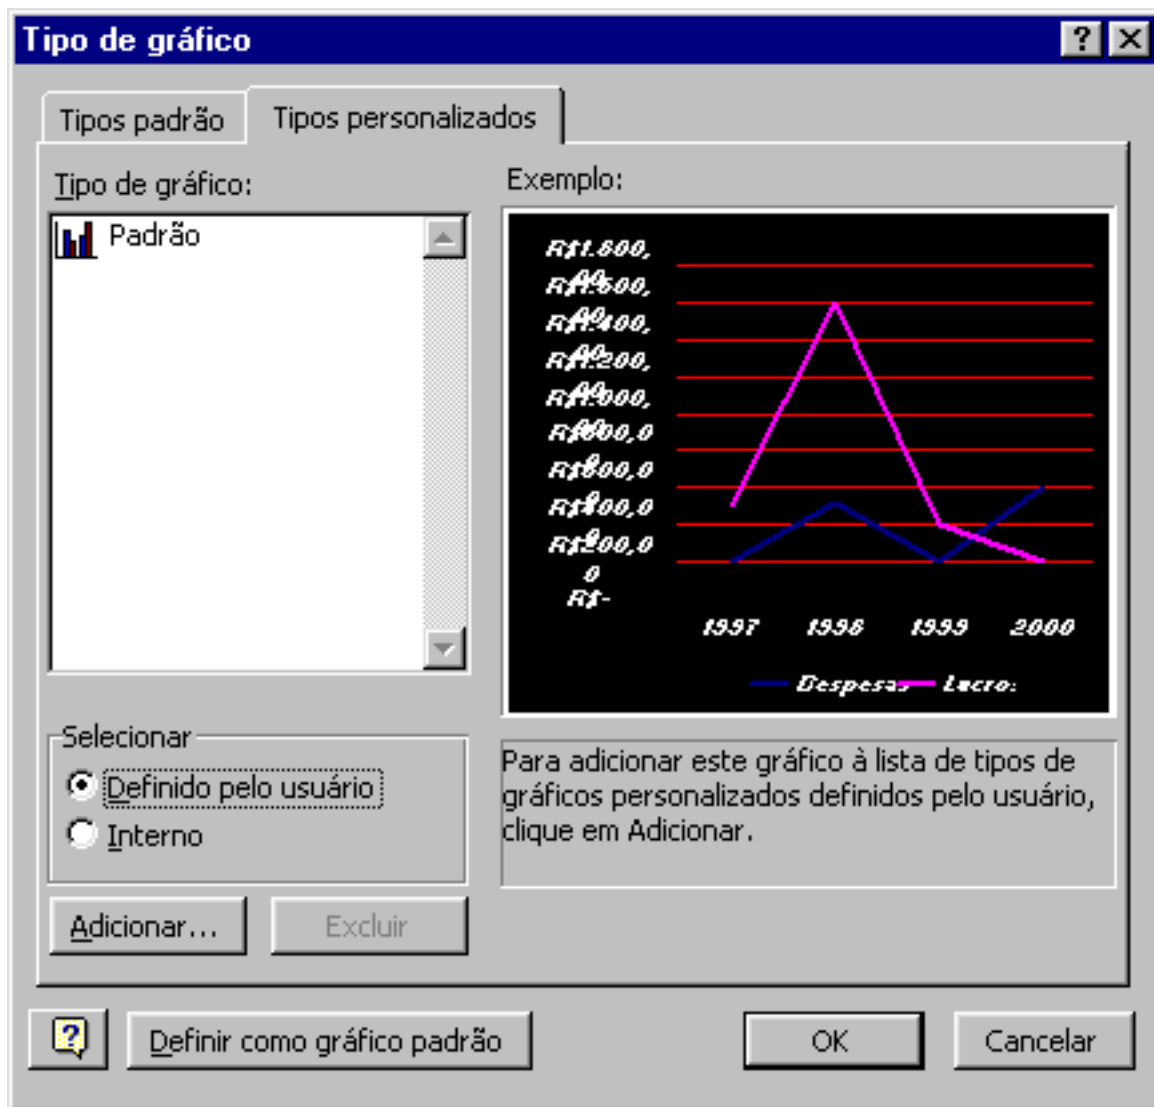 Tipo de gráfico
Tipos padrão
Tipos personalizados
Tipo de gráfico:
Padrão
Exemplo:
R$-
1997 1998 1999 2000
Despesas Lucro:
Selecionar
Definido pelo usuário
Interno
Para adicionar este gráfico à lista de tipos de
gráficos personalizados definidos pelo usuário,
clique em Adicionar.
Adicionar...
Excluir
Definir como gráfico padrão
OK
Cancelar